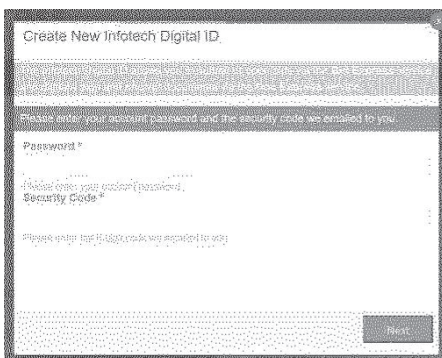 Create New Infotech Digital ID
Please enter your account password and the security code we emailed to you.
Password *
Please enter your account password
Security Code *
Please enter the 6 digit code we emailed to you
Next